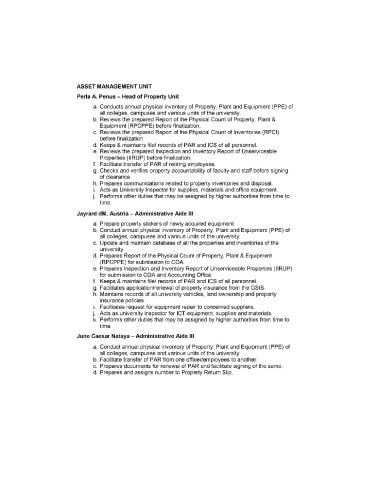 ASSET MANAGEMENT UNIT
Perla A. Penus – Head of Property Unit
a. Conducts annual physical inventory of Property, Plant and Equipment (PPE) of
all colleges, campuses and various units of the university.
b. Reviews the prepared Report of the Physical Count of Property, Plant &
Equipment (RPCPPE) before finalization.
c. Reviews the prepared Report of the Physical Count of Inventories (RPCI)
before finalization
d. Keeps & maintains file/ records of PAR and ICS of all personnel.
e. Reviews the prepared Inspection and Inventory Report of Unserviceable
Properties (IIRUP) before finalization.
f. Facilitate transfer of PAR of retiring employees.
g. Checks and verifies property accountability of faculty and staff before signing
of clearance.
h. Prepares communications related to property inventories and disposal.
i. Acts as University Inspector for supplies, materials and office equipment.
j. Performs other duties that may be assigned by higher authorities from time to
time.
Jayrard dM. Austria – Administrative Aide III
a. Prepare property stickers of newly acquired equipment.
b. Conduct annual physical inventory of Property, Plant and Equipment (PPE) of
all colleges, campuses and various units of the university.
c. Update and maintain database of all the properties and inventories of the
university.
d. Prepares Report of the Physical Count of Property, Plant & Equipment
(RPCPPE) for submission to COA.
e. Prepares Inspection and Inventory Report of Unserviceable Properties (IIRUP)
for submission to COA and Accounting Office.
f. Keeps & maintains file/ records of PAR and ICS of all personnel.
g. Facilitates application/renewal of property insurance from the GSIS.
h. Maintains records of all university vehicles, land ownership and property
insurance policies.
i. Facilitates request for equipment repair to concerned suppliers.
j. Acts as university inspector for ICT equipment, supplies and materials.
k. Performs other duties that may be assigned by higher authorities from time to
time.
June Caesar Nataya – Administrative Aide III
a. Conduct annual physical inventory of Property, Plant and Equipment (PPE) of
all colleges, campuses and various units of the university
b. Facilitate transfer of PAR from one office/employees to another.
c. Prepares documents for renewal of PAR and facilitate signing of the same.
d. Prepares and assigns number to Property Return Slip.